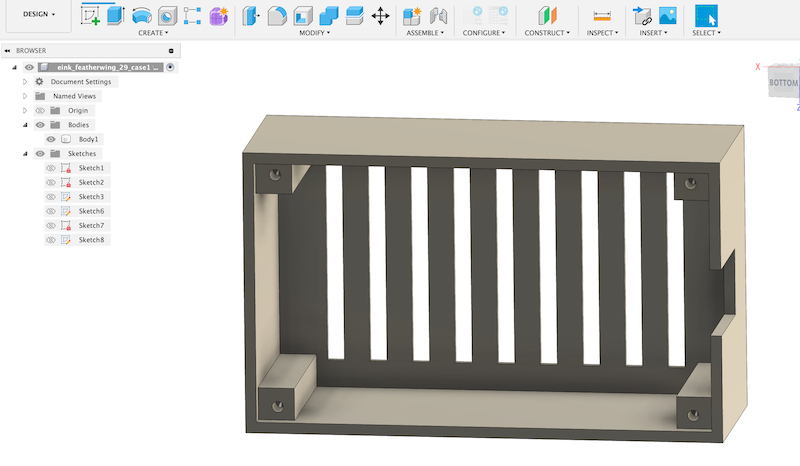 DESIGN ▾
CREATE ▾ MODIFY ▾ ASSEMBLE ▾ CONFIGURE ▾ CONSTRUCT ▾ INSPECT ▾ INSERT ▾ SELECT ▾
BROWSER
eink_featherwing_29_case1 ...
Document Settings
Named Views
Origin
Bodies
Body1
Sketches
Sketch1
Sketch2
Sketch3
Sketch6
Sketch7
Sketch8
X
BOTTOM
Z